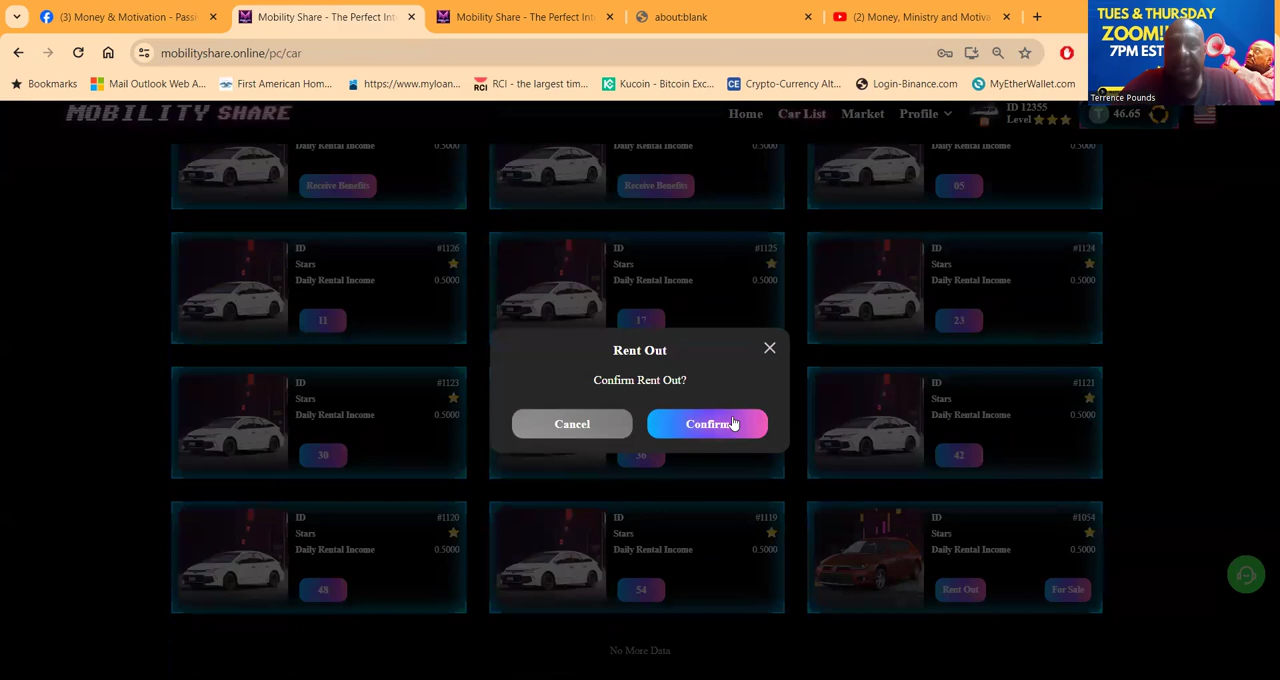 (3) Money & Motivation - Passi
Mobility Share - The Perfect Int
Mobility Share - The Perfect Int
about:blank
(2) Money, Ministry and Motiva
mobilityshare.online/pc/car
Bookmarks
Mail Outlook Web A...
First American Hom...
https://www.myloan...
RCI - the largest tim...
Kucoin - Bitcoin Exc...
Crypto-Currency Alt...
Login-Binance.com
MyEtherWallet.com
TUES & THURSDAY
ZOOM!!
7PM EST
Terrence Pounds
MOBILITY SHARE
Home
Car List
Market
Profile
ID 12355
Level
46.65
Daily Rental Income 0.5000
Receive Benefits
Daily Rental Income 0.5000
Receive Benefits
Daily Rental Income 0.5000
05
ID #1126
Stars
Daily Rental Income 0.5000
11
ID #1125
Stars
Daily Rental Income 0.5000
17
ID #1124
Stars
Daily Rental Income 0.5000
23
Rent Out
Confirm Rent Out?
Cancel
Confirm
ID #1123
Stars
Daily Rental Income 0.5000
30
36
ID #1121
Stars
Daily Rental Income 0.5000
42
ID #1120
Stars
Daily Rental Income 0.5000
48
ID #1119
Stars
Daily Rental Income 0.5000
54
ID #1054
Stars
Daily Rental Income 0.5000
Rent Out
For Sale
No More Data